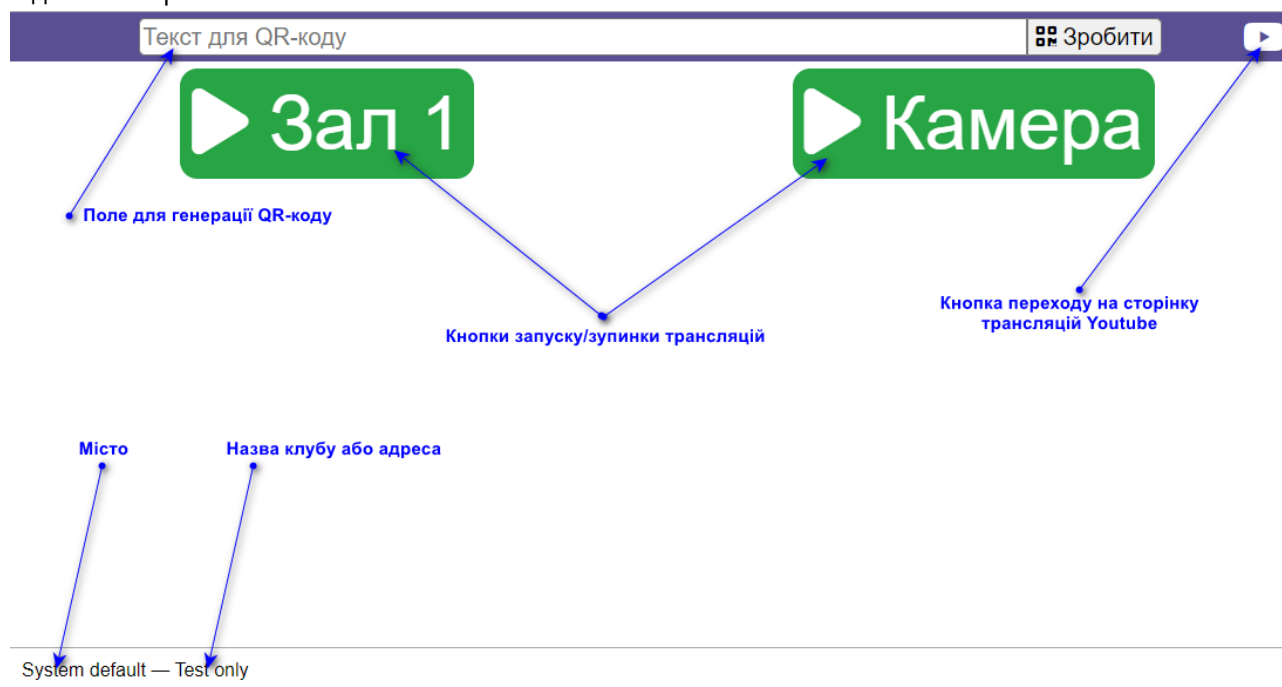 Текст для QR-коду
Зробити
Зал 1
Камера
Поле для генерації QR-коду
Кнопка переходу на сторінку
трансляцій Youtube
Кнопки запуску/зупинки трансляцій
Місто
Назва клубу або адреса
System default — Test only